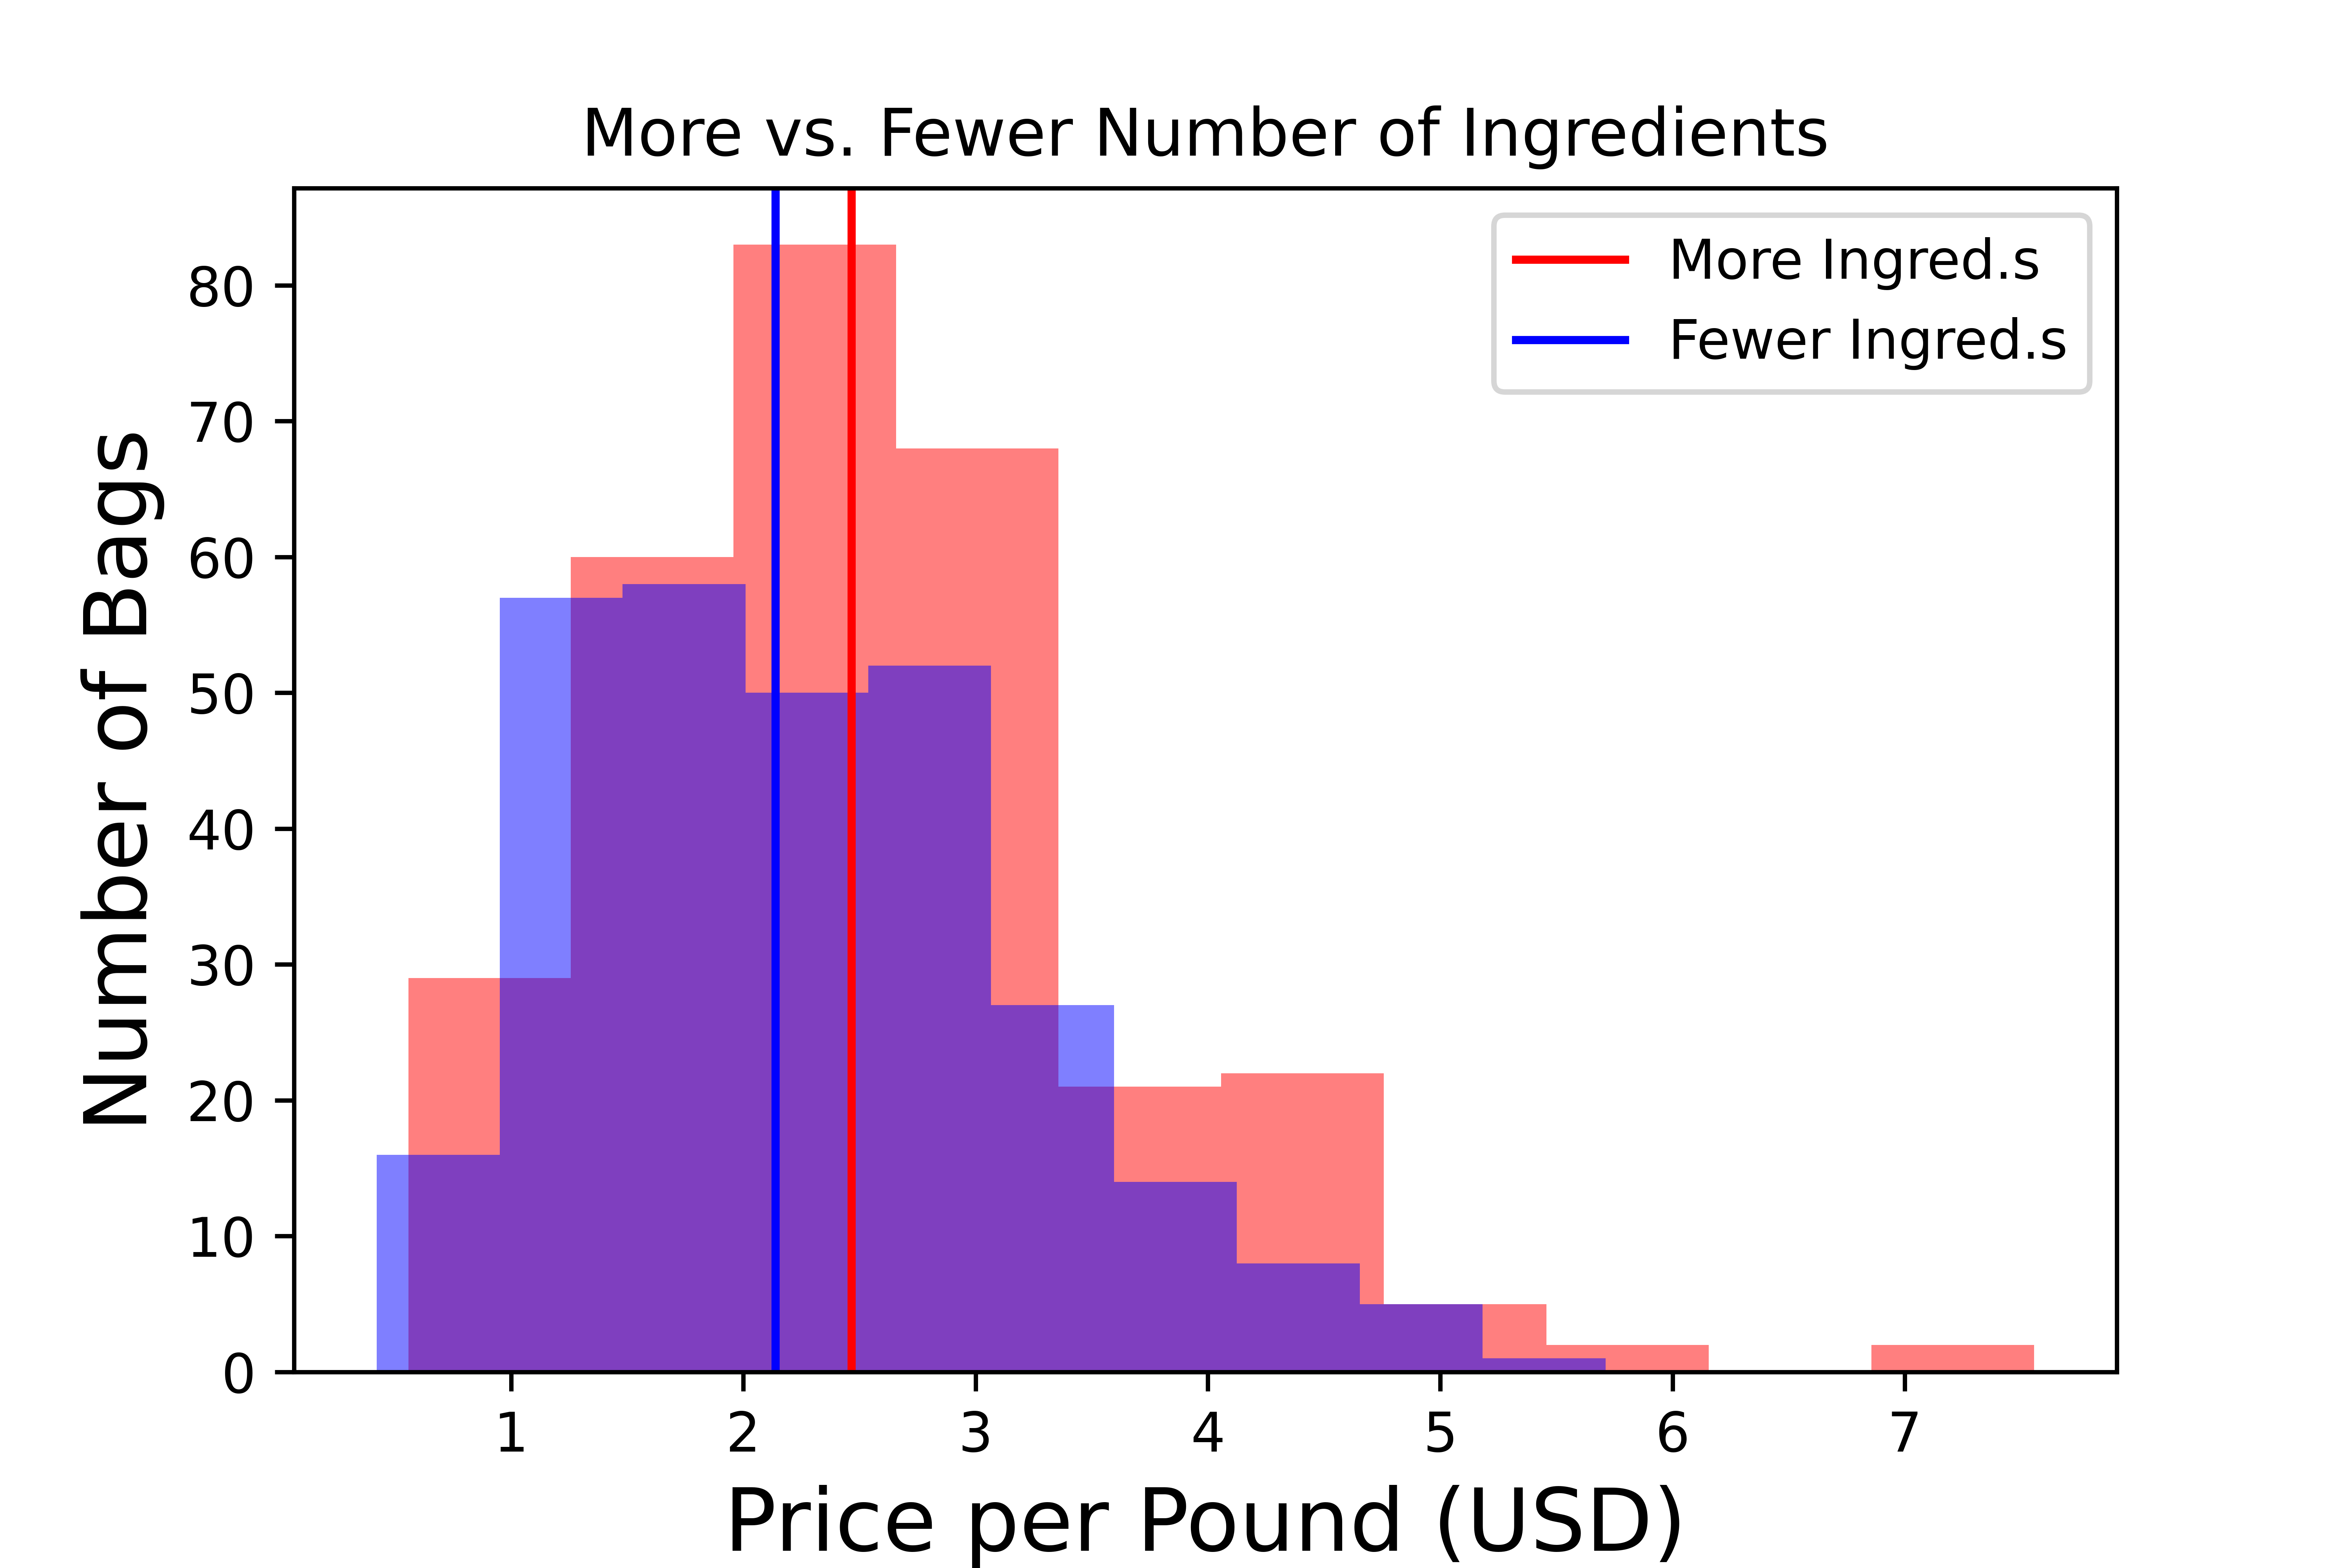 More vs. Fewer Number of Ingredients
More Ingred.s
Fewer Ingred.s
Number of Bags
80
70
60
50
40
30
20
10
0
1 2 3 4 5 6 7
Price per Pound (USD)